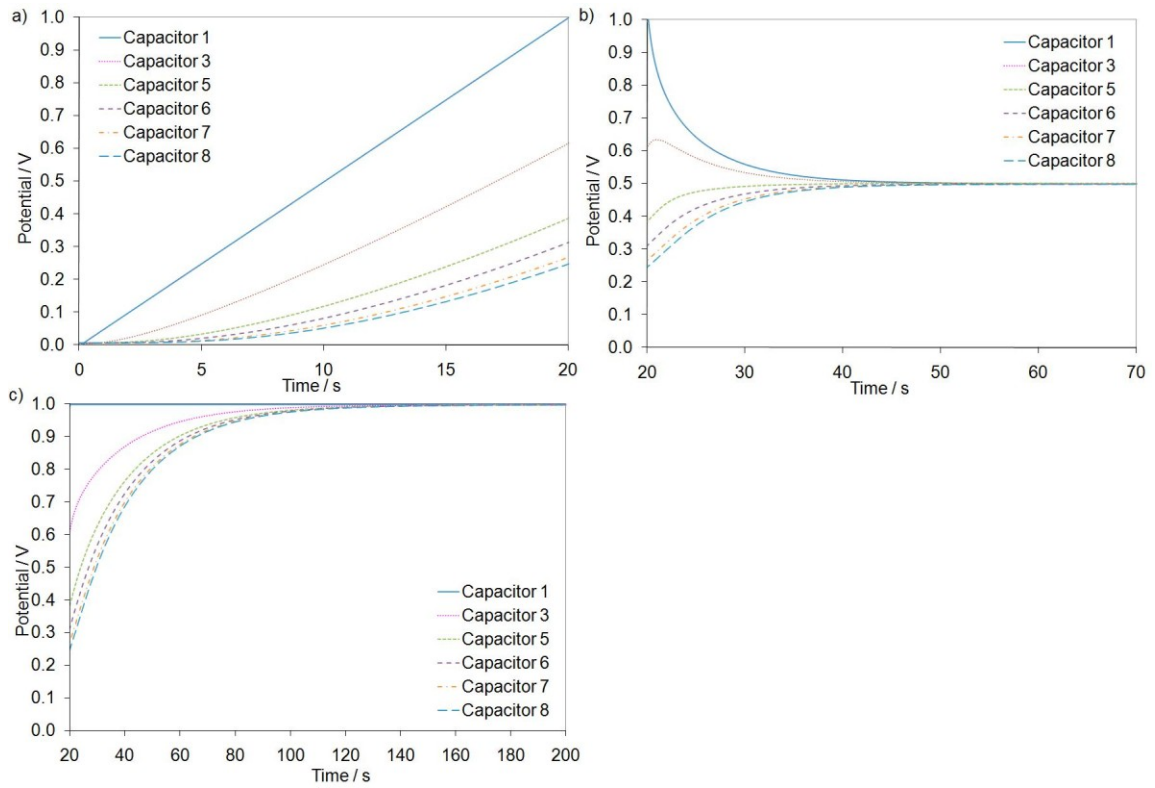 a)
1.0
0.9
0.8
0.7
0.6
0.5
0.4
0.3
0.2
0.1
0.0
Potential / V
Capacitor 1
Capacitor 3
Capacitor 5
Capacitor 6
Capacitor 7
Capacitor 8
0 5 10 15 20
Time / s
b)
1.0
0.9
0.8
0.7
0.6
0.5
0.4
0.3
0.2
0.1
0.0
Potential / V
Capacitor 1
Capacitor 3
Capacitor 5
Capacitor 6
Capacitor 7
Capacitor 8
20 30 40 50 60 70
Time / s
c)
1.0
0.9
0.8
0.7
0.6
0.5
0.4
0.3
0.2
0.1
0.0
Potential / V
Capacitor 1
Capacitor 3
Capacitor 5
Capacitor 6
Capacitor 7
Capacitor 8
20 40 60 80 100 120 140 160 180 200
Time / s